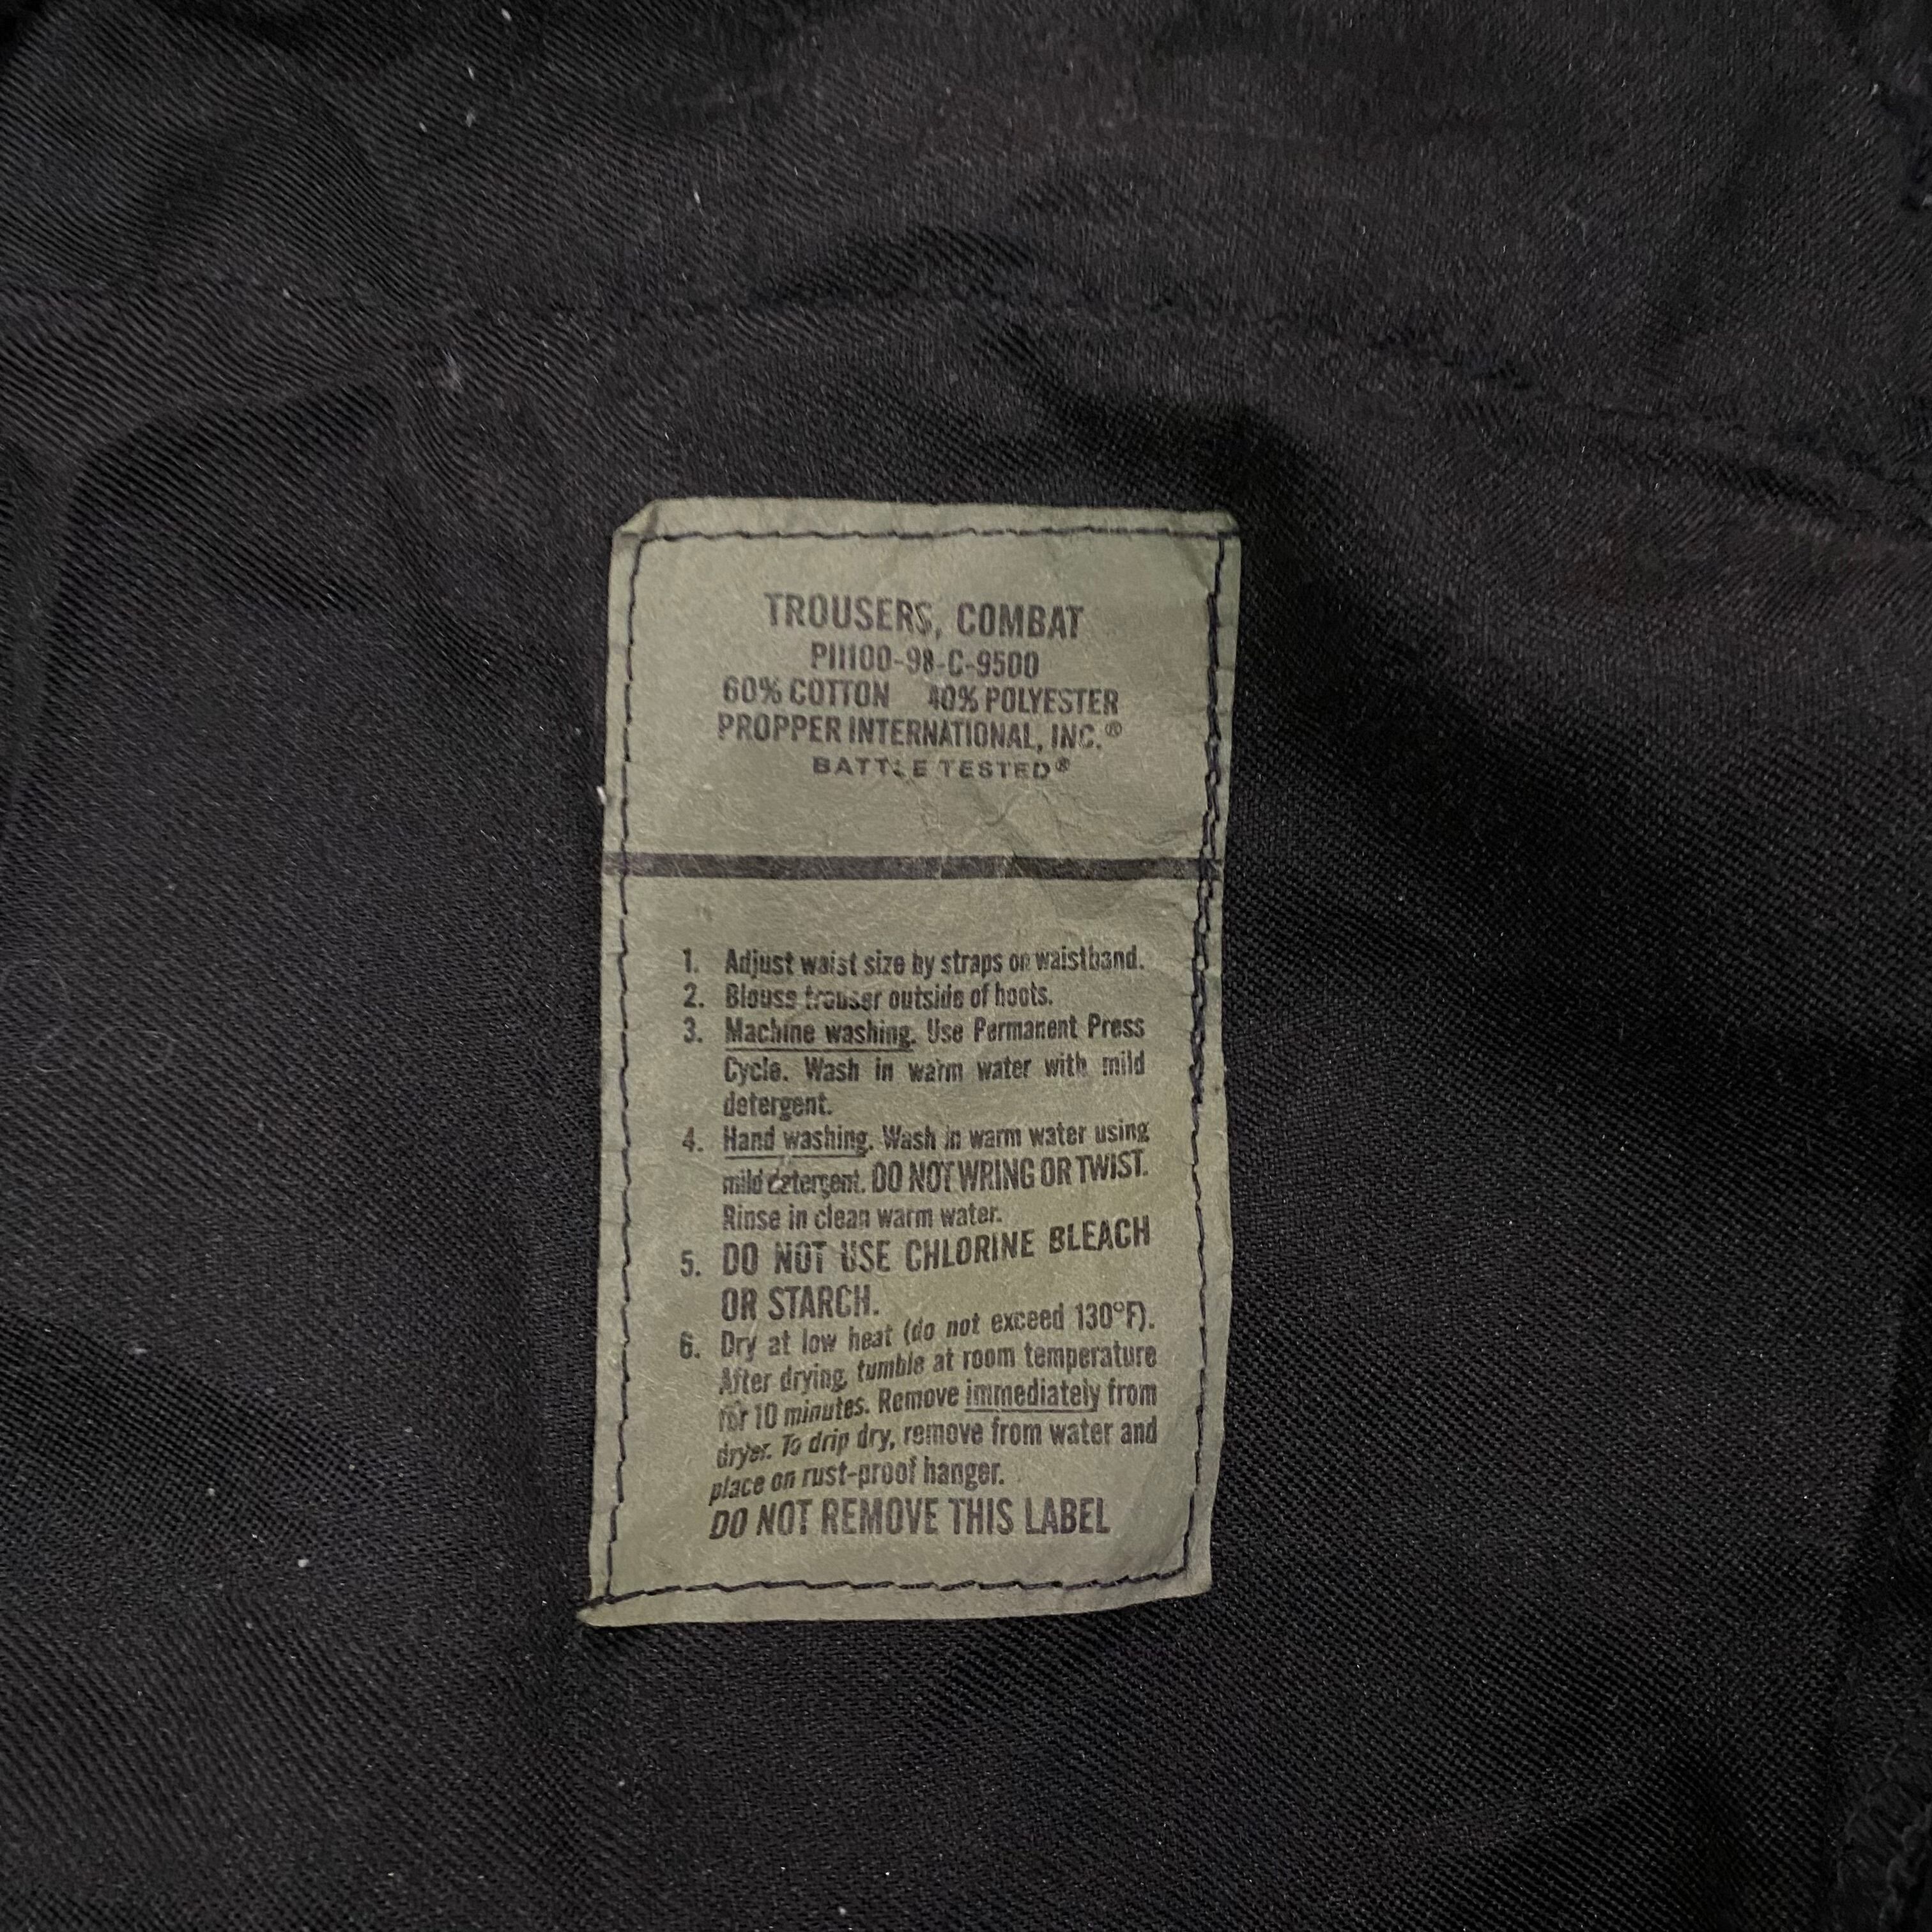 TROUSERS, COMBAT
PIII00-98-C-9500
60% COTTON 40% POLYESTER
PROPPER INTERNATIONAL, INC.®
BATTLE TESTED®
1. Adjust waist size by straps on waistband.
2. Blouse trouser outside of boots.
3. Machine washing. Use Permanent Press
Cycle. Wash in warm water with mild
detergent.
4. Hand washing. Wash in warm water using
mild detergent. DO NOT WRING OR TWIST.
Rinse in clean warm water.
5. DO NOT USE CHLORINE BLEACH
OR STARCH.
6. Dry at low heat (do not exceed 130°F).
After drying, tumble at room temperature
for 10 minutes. Remove immediately from
dryer. To drip dry, remove from water and
place on rust-proof hanger.
DO NOT REMOVE THIS LABEL